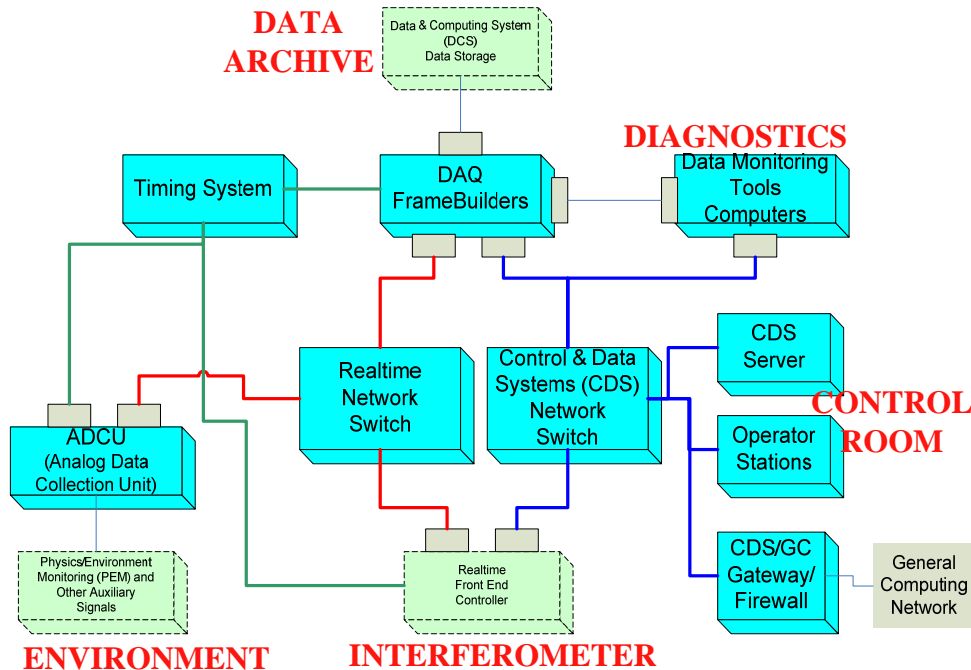 DATA
ARCHIVE
Data & Computing System
(DCS)
Data Storage
DIAGNOSTICS
Timing System
DAQ
FrameBuilders
Data Monitoring
Tools
Computers
Realtime
Network
Switch
Control & Data
Systems (CDS)
Network
Switch
CDS
Server
CONTROL
ROOM
ADCU
(Analog Data
Collection Unit)
Operator
Stations
Physics/Environment
Monitoring (PEM) and
Other Auxiliary
Signals
Realtime
Front End
Controller
CDS/GC
Gateway/
Firewall
General
Computing
Network
ENVIRONMENT
INTERFEROMETER